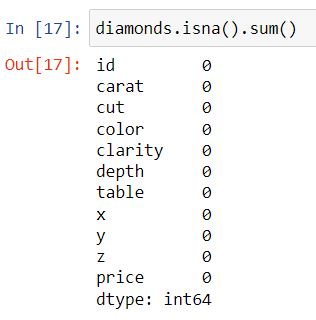 In [17]: diamonds.isna().sum()
Out[17]: id 0
carat 0
cut 0
color 0
clarity 0
depth 0
table 0
x 0
y 0
z 0
price 0
dtype: int64